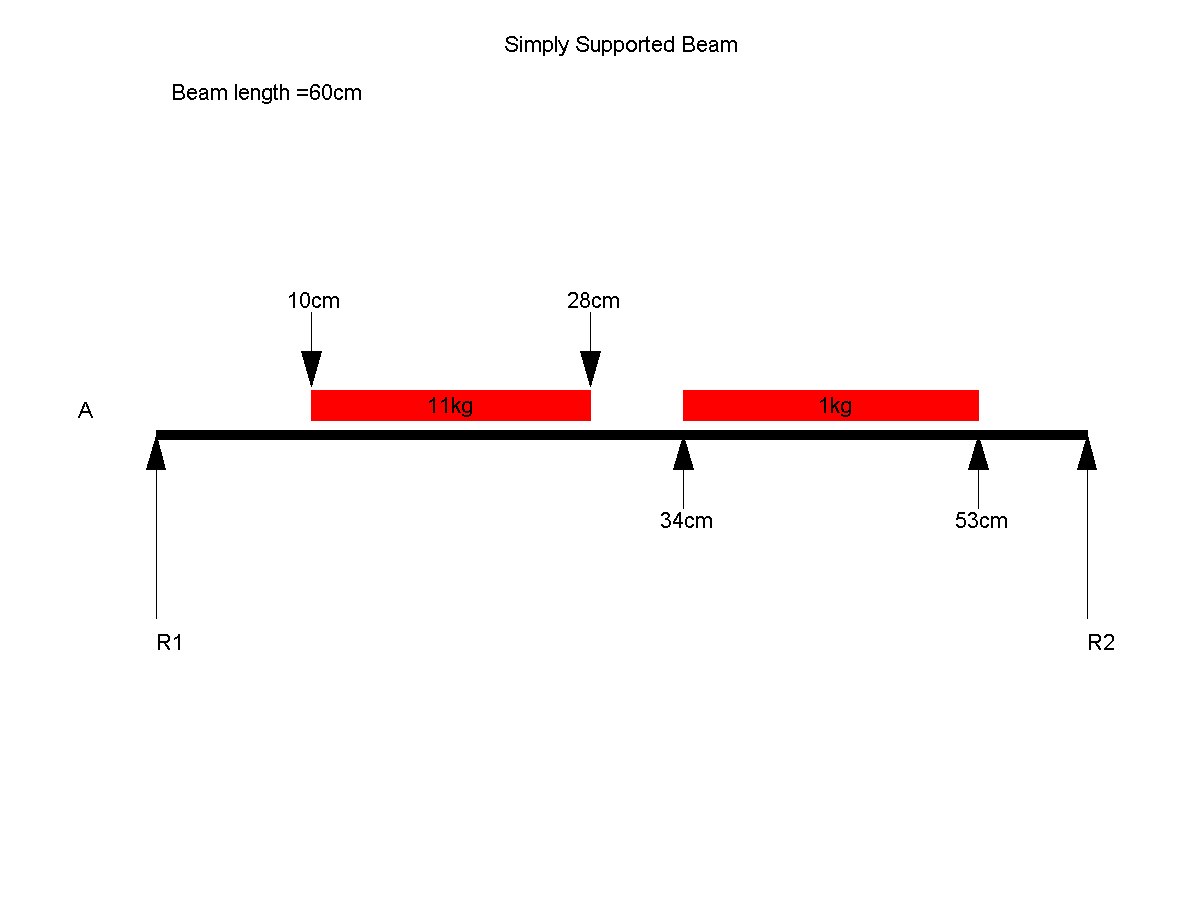 Simply Supported Beam
Beam length =60cm
10cm
28cm
A
11kg
1kg
34cm
53cm
R1
R2